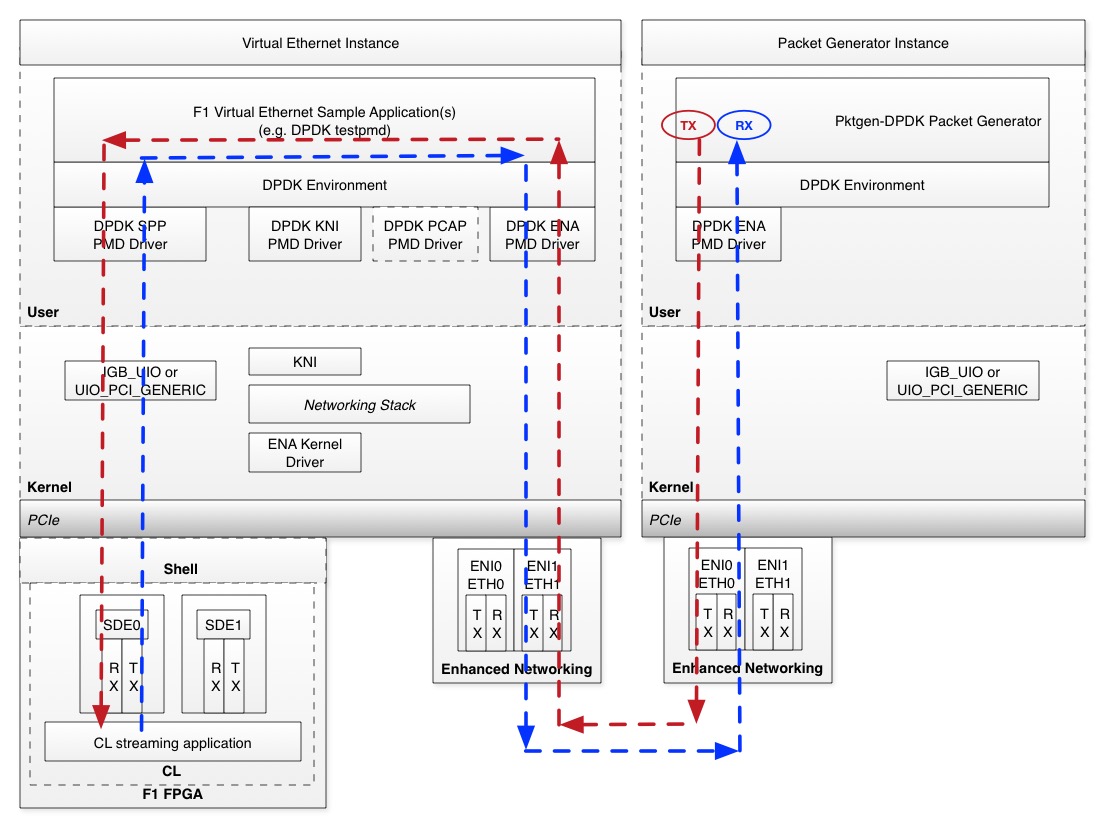 Virtual Ethernet Instance
F1 Virtual Ethernet Sample Application(s)
(e.g. DPDK testpmd)
DPDK Environment
DPDK SPP
PMD Driver
DPDK KNI
PMD Driver
DPDK PCAP
PMD Driver
DPDK ENA
PMD Driver
User
IGB_UIO or
UIO_PCI_GENERIC
KNI
Networking Stack
ENA Kernel
Driver
Kernel
PCIe
Shell
SDE0
R
X
T
X
SDE1
R
X
T
X
CL streaming application
CL
F1 FPGA
ENI0
ETH0
T
X
R
X
ENI1
ETH1
T
X
R
X
Enhanced Networking
Packet Generator Instance
TX
RX
Pktgen-DPDK Packet Generator
DPDK Environment
DPDK ENA
PMD Driver
User
IGB_UIO or
UIO_PCI_GENERIC
Kernel
PCIe
ENI0
ETH0
T
X
R
X
ENI1
ETH1
T
X
R
X
Enhanced Networking